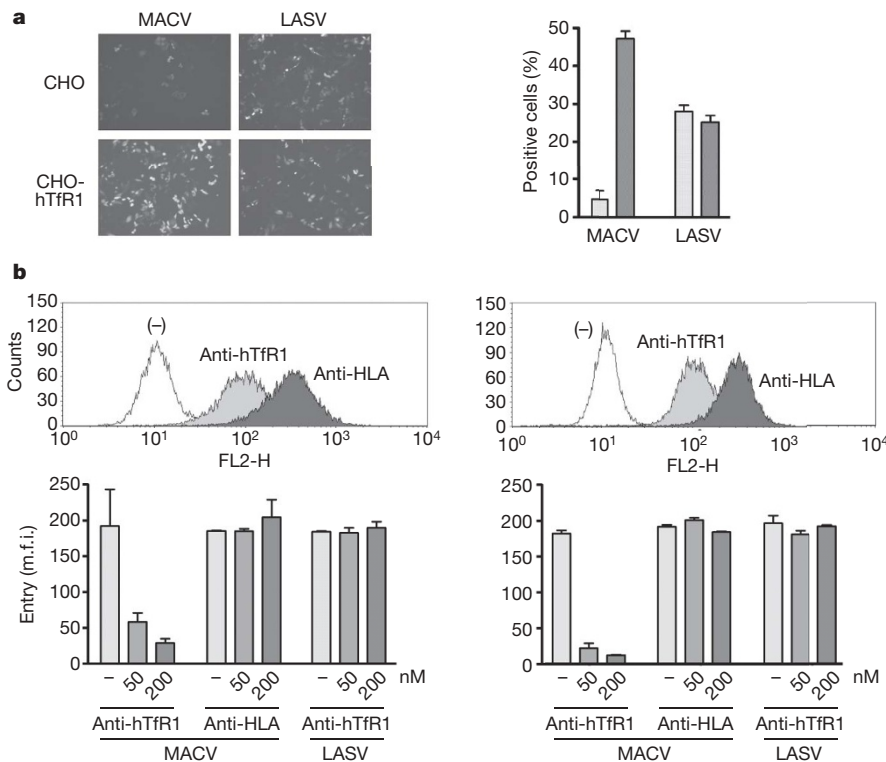 a
MACV LASV
CHO
CHO-
hTfR1
Positive cells (%)
50
40
30
20
10
0
MACV LASV
b
Counts
150
120
90
60
30
0
(–)
Anti-hTfR1
Anti-HLA
10⁰ 10¹ 10² 10³ 10⁴
FL2-H
150
120
90
60
30
0
(–)
Anti-hTfR1
Anti-HLA
10⁰ 10¹ 10² 10³ 10⁴
FL2-H
Entry (m.f.i.)
250
200
150
100
50
0
– 50 200 – 50 200 – 50 200 nM
Anti-hTfR1 Anti-HLA Anti-hTfR1
MACV LASV
250
200
150
100
50
0
– 50 200 – 50 200 – 50 200
Anti-hTfR1 Anti-HLA Anti-hTfR1
MACV LASV